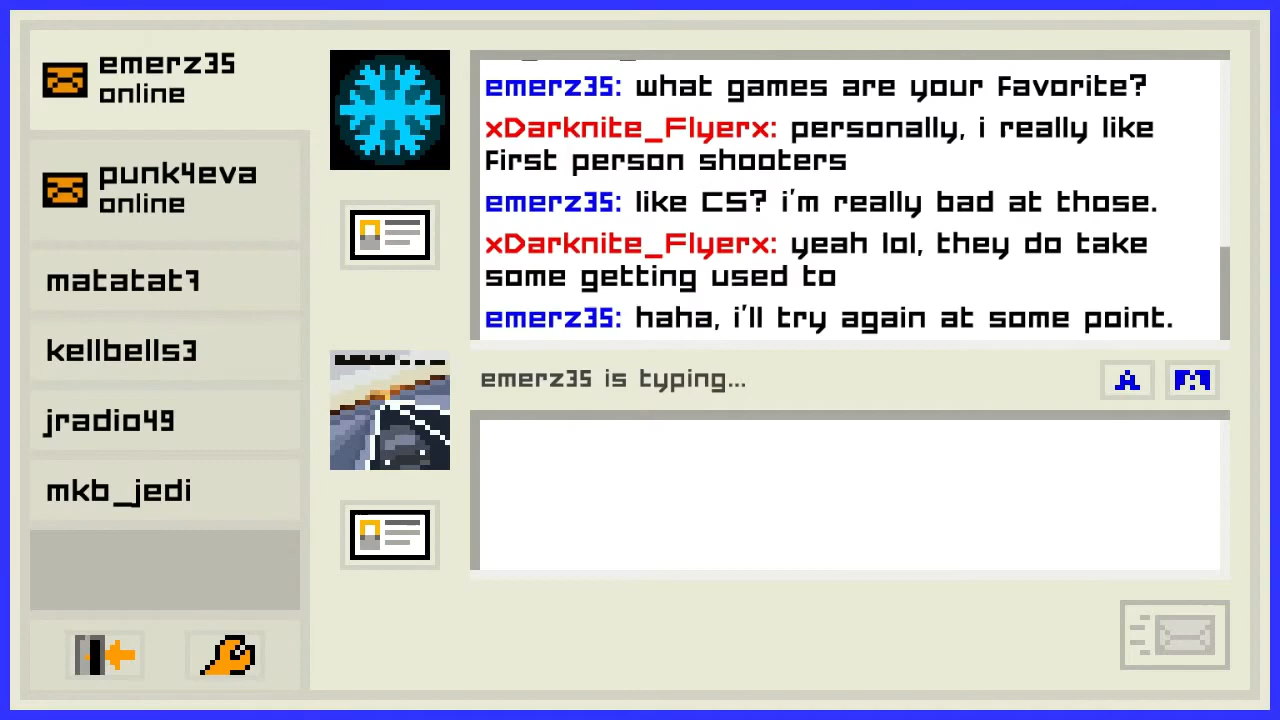 emerz35
online
punk4eva
online
matatat7
kellbells3
jradio49
mkb_jedi
emerz35: what games are your Favorite?
xDarknite_Flyerx: personally, i really like
First person shooters
emerz35: like CS? i'm really bad at those.
xDarknite_Flyerx: yeah lol, they do take
some getting used to
emerz35: haha, i'll try again at some point.
emerz35 is typing...
A